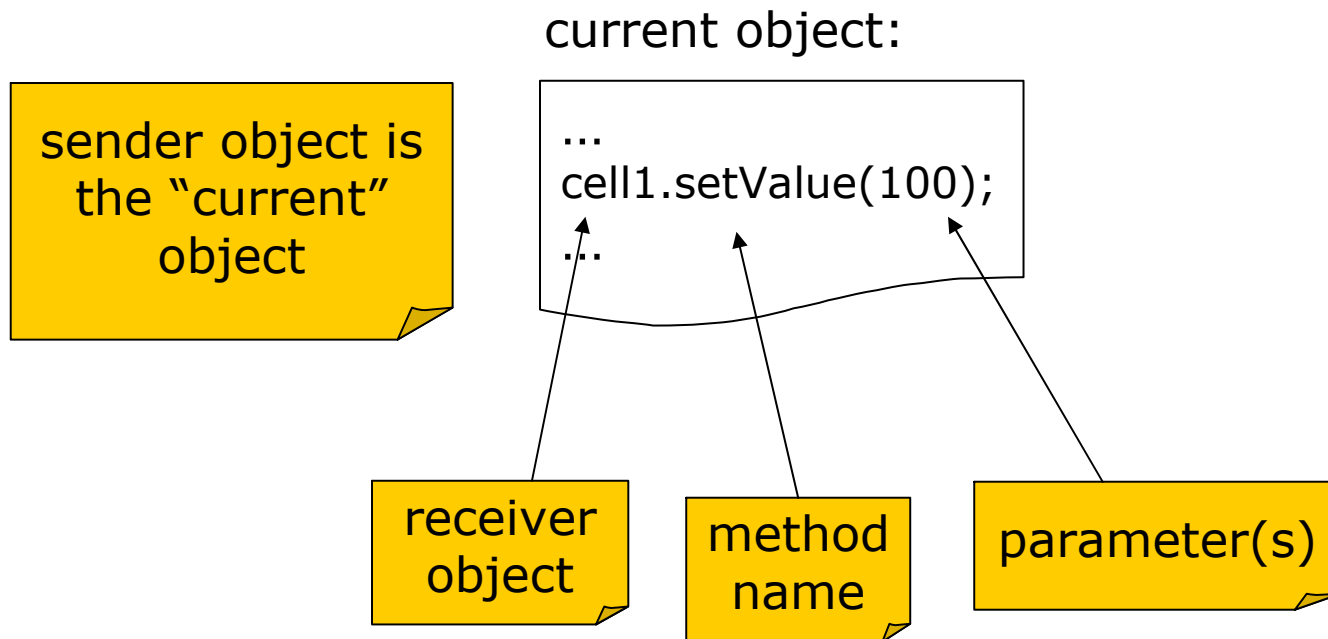 current object:
sender object is
the “current”
object
...
cell1.setValue(100);
...
receiver
object
method
name
parameter(s)